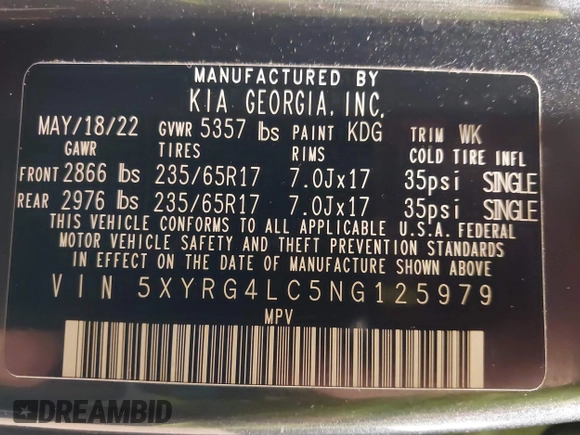 MANUFACTURED BY
KIA GEORGIA, INC.
MAY/18/22 GVWR 5357 lbs PAINT KDG TRIM WK
GAWR TIRES RIMS COLD TIRE INFL
FRONT 2866 lbs 235/65R17 7.0Jx17 35psi SINGLE
REAR 2976 lbs 235/65R17 7.0Jx17 35psi SINGLE
THIS VEHICLE CONFORMS TO ALL APPLICABLE U.S.A. FEDERAL
MOTOR VEHICLE SAFETY AND THEFT PREVENTION STANDARDS
IN EFFECT ON THE DATE OF MANUFACTURE SHOWN ABOVE
VIN 5XYRG4LC5NG125979
MPV
DREAMBID